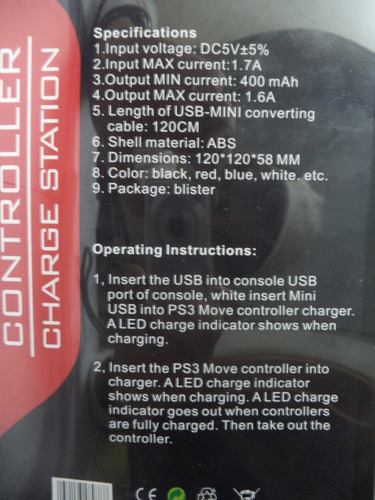 CONTROLLER
CHARGE STATION
Specifications
1.Input voltage: DC5V±5%
2.Input MAX current:1.7A
3.Output MIN current: 400 mAh
4.Output MAX current: 1.6A
5. Length of USB-MINI converting
cable: 120CM
6. Shell material: ABS
7. Dimensions: 120*120*58 MM
8. Color: black, red, blue, white. etc.
9. Package: blister
Operating Instructions:
1, Insert the USB into console USB
port of console, white insert Mini
USB into PS3 Move controller charger.
A LED charge indicator shows when
charging.
2, Insert the PS3 Move controller into
charger. A LED charge indicator
shows when charging. A LED charge
indicator goes out when controllers
are fully charged. Then take out the
controller.
CE